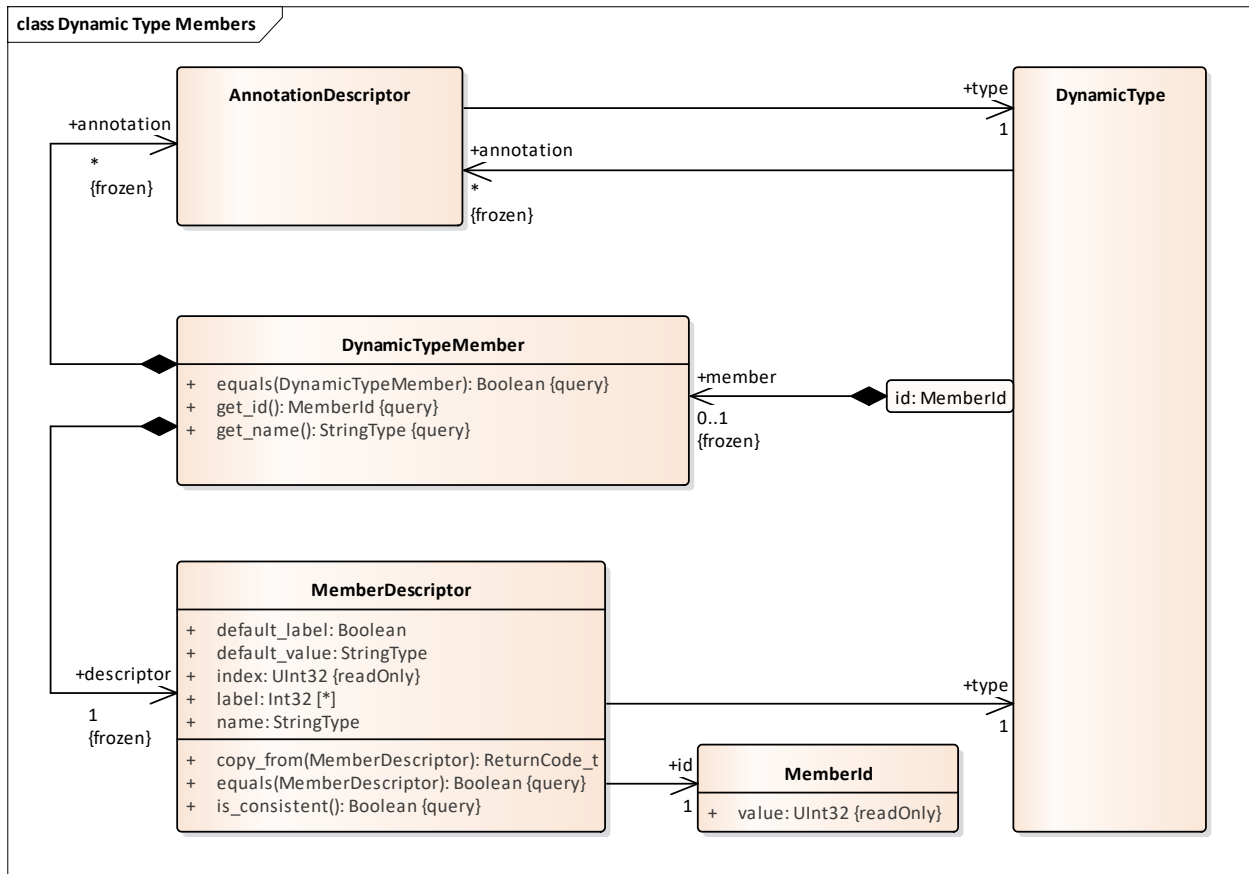 class Dynamic Type Members
AnnotationDescriptor
DynamicType
+type
1
+annotation
*
{frozen}
+annotation
*
{frozen}
DynamicTypeMember
+ equals(DynamicTypeMember): Boolean {query}
+ get_id(): MemberId {query}
+ get_name(): StringType {query}
+member
0..1
{frozen}
id: MemberId
MemberDescriptor
+ default_label: Boolean
+ default_value: StringType
+ index: UInt32 {readOnly}
+ label: Int32 [*]
+ name: StringType
+ copy_from(MemberDescriptor): ReturnCode_t
+ equals(MemberDescriptor): Boolean {query}
+ is_consistent(): Boolean {query}
+descriptor
1
{frozen}
+type
1
+id
1
MemberId
+ value: UInt32 {readOnly}